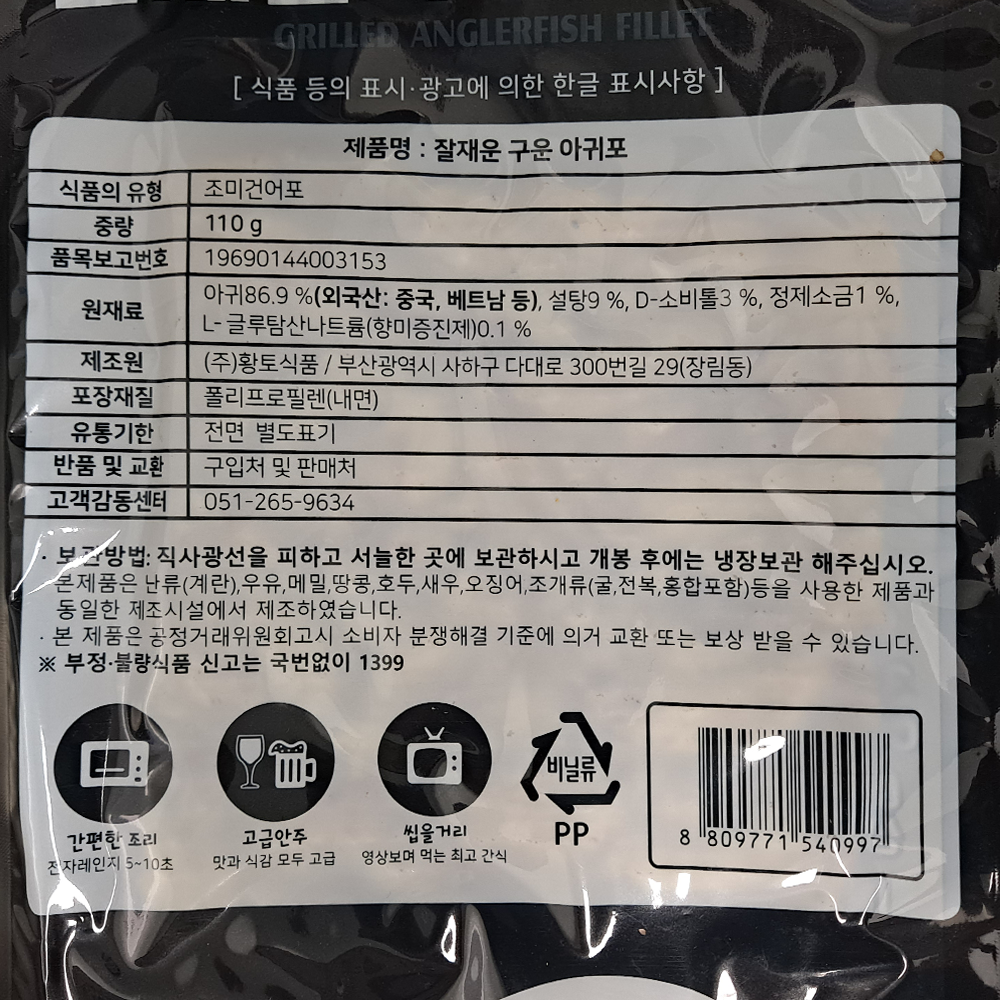 GRILLED ANGLERFISH FILLET
[ 식품 등의 표시·광고에 의한 한글 표시사항 ]
제품명 : 잘재운 구운 아귀포
식품의 유형 조미건어포
중량 110 g
품목보고번호 19690144003153
원재료 아귀86.9 %(외국산: 중국, 베트남 등), 설탕9 %, D-소비톨3 %, 정제소금1 %,
L- 글루탐산나트륨(향미증진제)0.1 %
제조원 (주)황토식품 / 부산광역시 사하구 다대로 300번길 29(장림동)
포장재질 폴리프로필렌(내면)
유통기한 전면 별도표기
반품 및 교환 구입처 및 판매처
고객감동센터 051-265-9634
· 보관방법: 직사광선을 피하고 서늘한 곳에 보관하시고 개봉 후에는 냉장보관 해주십시오.
본제품은 난류(계란),우유,메밀,땅콩,호두,새우,오징어,조개류(굴,전복,홍합포함)등을 사용한 제품과
동일한 제조시설에서 제조하였습니다.
· 본 제품은 공정거래위원회고시 소비자 분쟁해결 기준에 의거 교환 또는 보상 받을 수 있습니다.
※ 부정·불량식품 신고는 국번없이 1399
간편한 조리
전자레인지 5~10초
고급안주
맛과 식감 모두 고급
씹을거리
영상보며 먹는 최고 간식
비닐류
PP
8 809771 540997